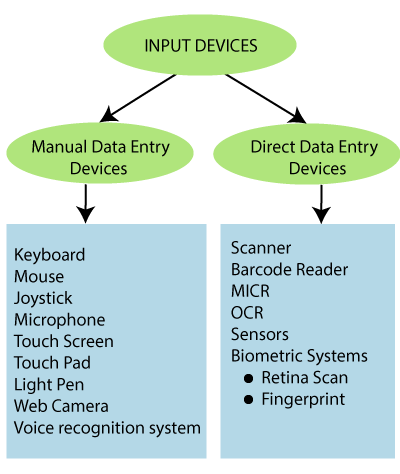 INPUT DEVICES
Manual Data Entry
Devices
Direct Data Entry
Devices
Keyboard
Mouse
Joystick
Microphone
Touch Screen
Touch Pad
Light Pen
Web Camera
Voice recognition system
Scanner
Barcode Reader
MICR
OCR
Sensors
Biometric Systems
● Retina Scan
● Fingerprint